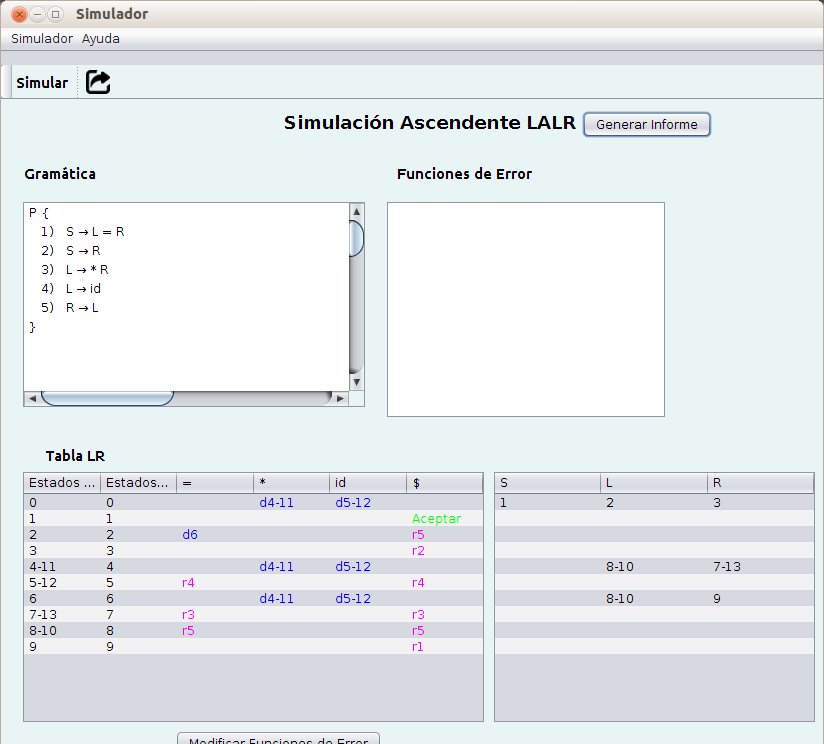 Simulador
Simulador Ayuda
Simular
Simulación Ascendente LALR Generar Informe
Gramática
Funciones de Error
P {
1) S → L = R
2) S → R
3) L → * R
4) L → id
5) R → L
}
Tabla LR
Estados ... Estados... = * id $ S L R
0 0 d4-11 d5-12 1 2 3
1 1 Aceptar
2 2 d6 r5
3 3 r2
4-11 4 d4-11 d5-12 8-10 7-13
5-12 5 r4 r4
6 6 d4-11 d5-12 8-10 9
7-13 7 r3 r3
8-10 8 r5 r5
9 9 r1
Modificar Funciones de Error